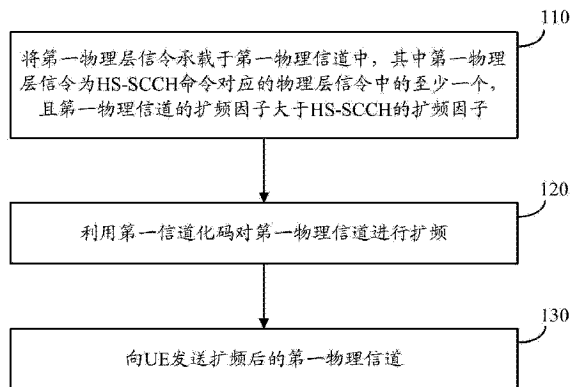 110
将第一物理层信令承载于第一物理信道中，其中第一物理
层信令为HS-SCCH命令对应的物理层信令中的至少一个，
且第一物理信道的扩频因子大于HS-SCCH的扩频因子
120
利用第一信道化码对第一物理信道进行扩频
130
向UE发送扩频后的第一物理信道